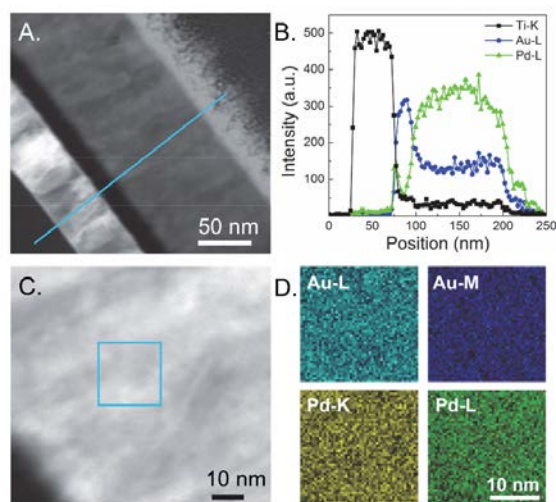 A.
50 nm
B.
Ti-K
Au-L
Pd-L
Intensity (a.u.)
500
400
300
200
100
0 50 100 150 200 250
Position (nm)
C.
10 nm
D.
Au-L Au-M
Pd-K Pd-L
10 nm